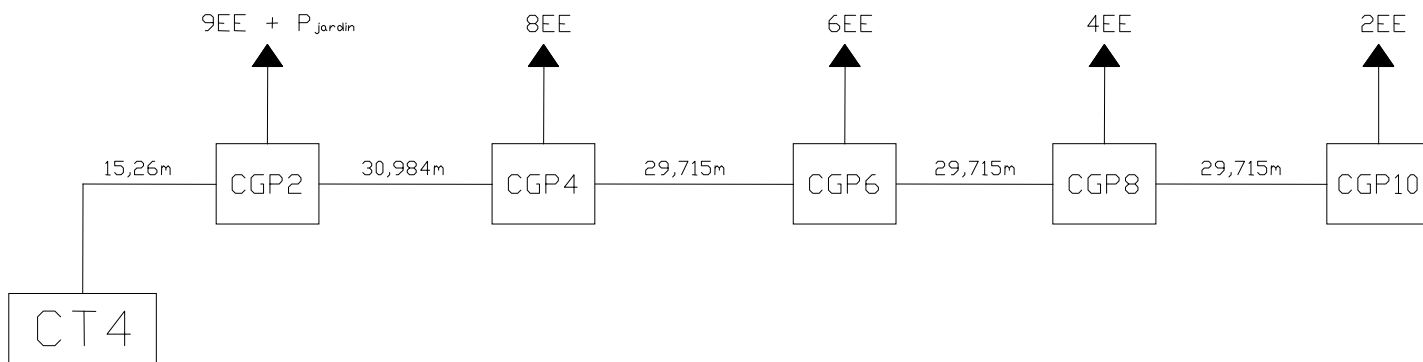 9EE + Pjardin
8EE
6EE
4EE
2EE
15,26m
30,984m
29,715m
29,715m
29,715m
CGP2
CGP4
CGP6
CGP8
CGP10
CT4